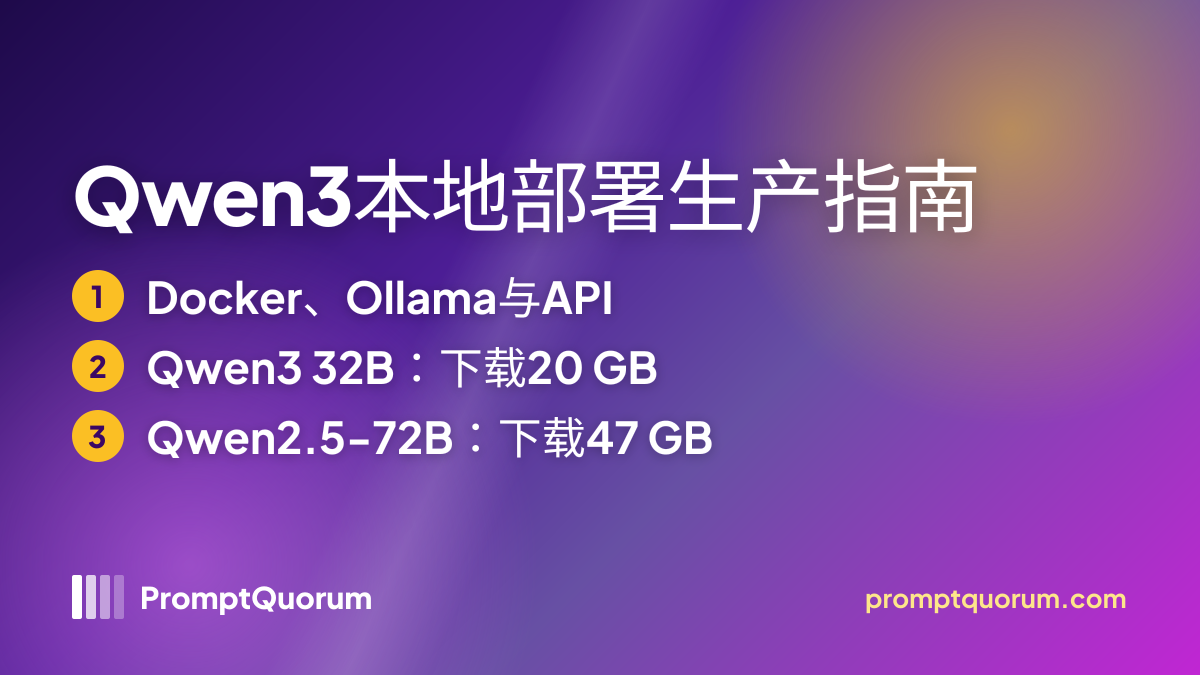 Qwen3本地部署生产指南
1 Docker、Ollama与API
2 Qwen3 32B：下载20 GB
3 Qwen2.5-72B：下载47 GB
PromptQuorum
promptquorum.com